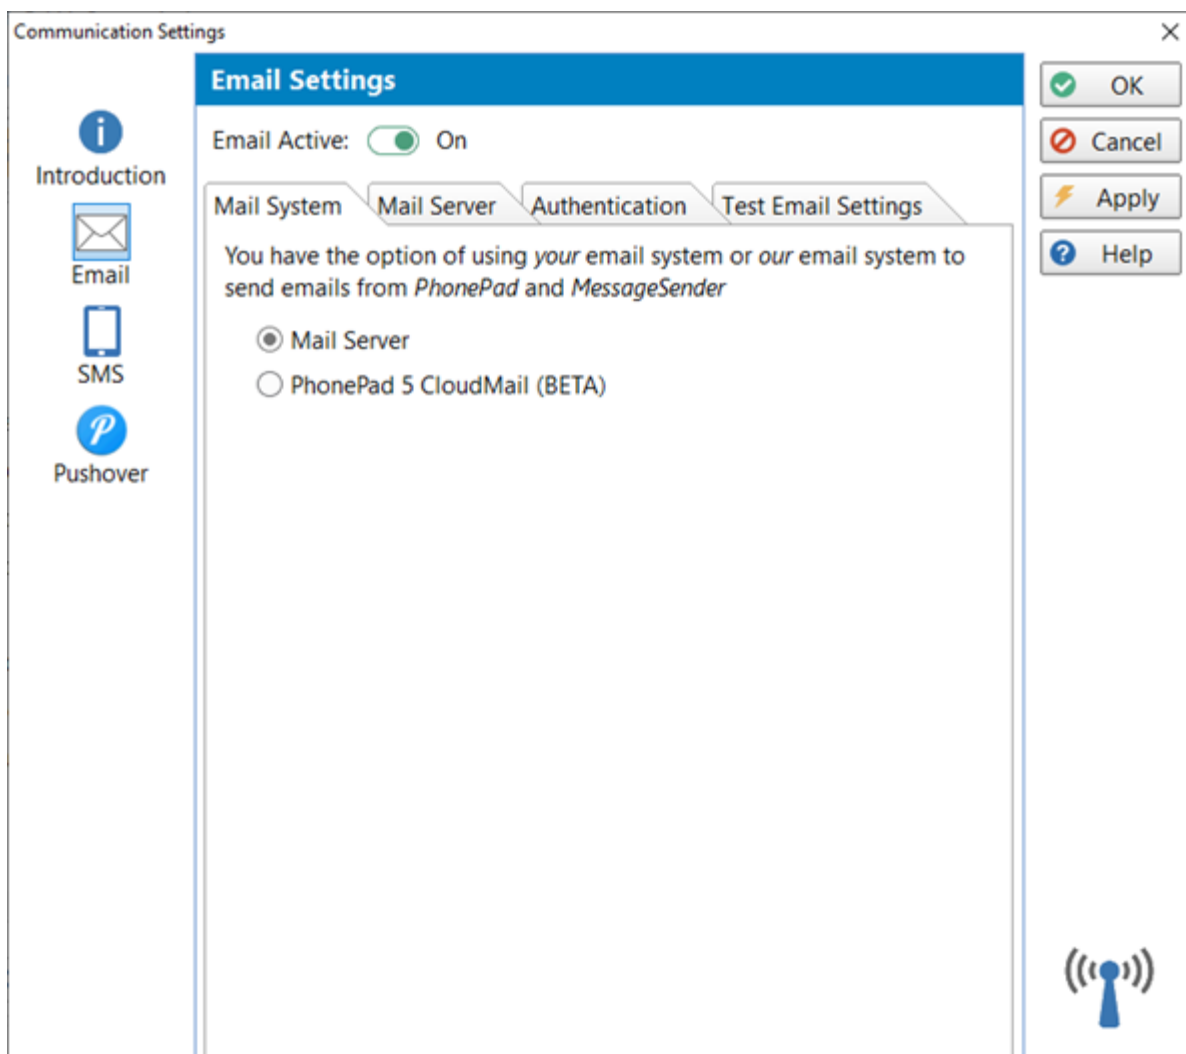 Communication Settings
Email Settings
Email Active: On
Introduction
Email
SMS
Pushover
Mail System
Mail Server
Authentication
Test Email Settings
You have the option of using your email system or our email system to
send emails from PhonePad and MessageSender
Mail Server
PhonePad 5 CloudMail (BETA)
OK
Cancel
Apply
Help